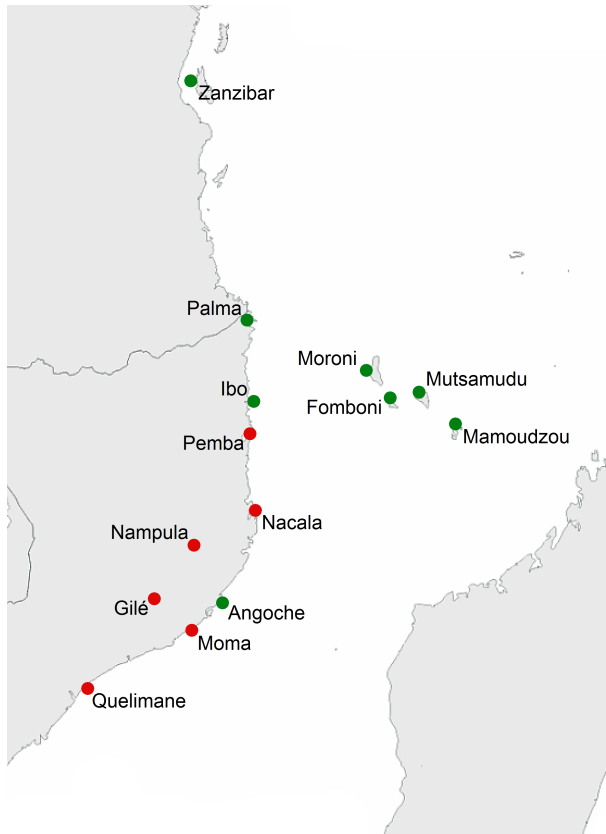 Zanzibar
Palma
Moroni
Mutsamudu
Ibo
Fomboni
Mamoudzou
Pemba
Nacala
Nampula
Gilé
Angoche
Moma
Quelimane